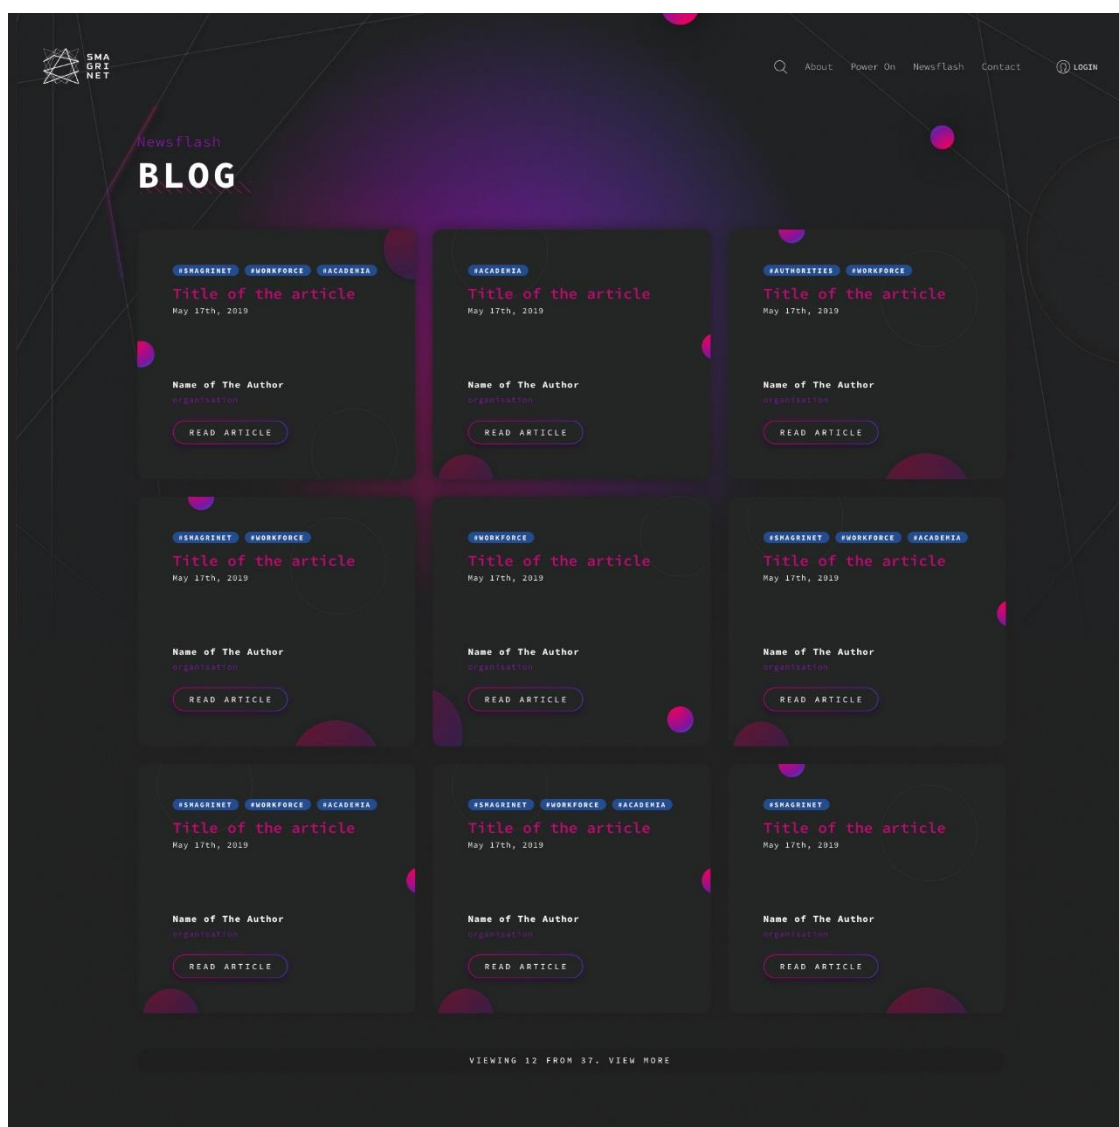 SMA
GRI
NET
About Power On Newsflash Contact LOGIN
Newsflash
BLOG
#SMAGRINET #WORKFORCE #ACADEMIA
Title of the article
May 17th, 2019
Name of The Author
organisation
READ ARTICLE
#ACADEMIA
Title of the article
May 17th, 2019
Name of The Author
organisation
READ ARTICLE
#AUTHORITIES #WORKFORCE
Title of the article
May 17th, 2019
Name of The Author
organisation
READ ARTICLE
#SMAGRINET #WORKFORCE
Title of the article
May 17th, 2019
Name of The Author
organisation
READ ARTICLE
#WORKFORCE
Title of the article
May 17th, 2019
Name of The Author
organisation
READ ARTICLE
#SMAGRINET #WORKFORCE #ACADEMIA
Title of the article
May 17th, 2019
Name of The Author
organisation
READ ARTICLE
#SMAGRINET #WORKFORCE #ACADEMIA
Title of the article
May 17th, 2019
Name of The Author
organisation
READ ARTICLE
#SMAGRINET #WORKFORCE #ACADEMIA
Title of the article
May 17th, 2019
Name of The Author
organisation
READ ARTICLE
#SMAGRINET
Title of the article
May 17th, 2019
Name of The Author
organisation
READ ARTICLE
VIEWING 12 FROM 37. VIEW MORE